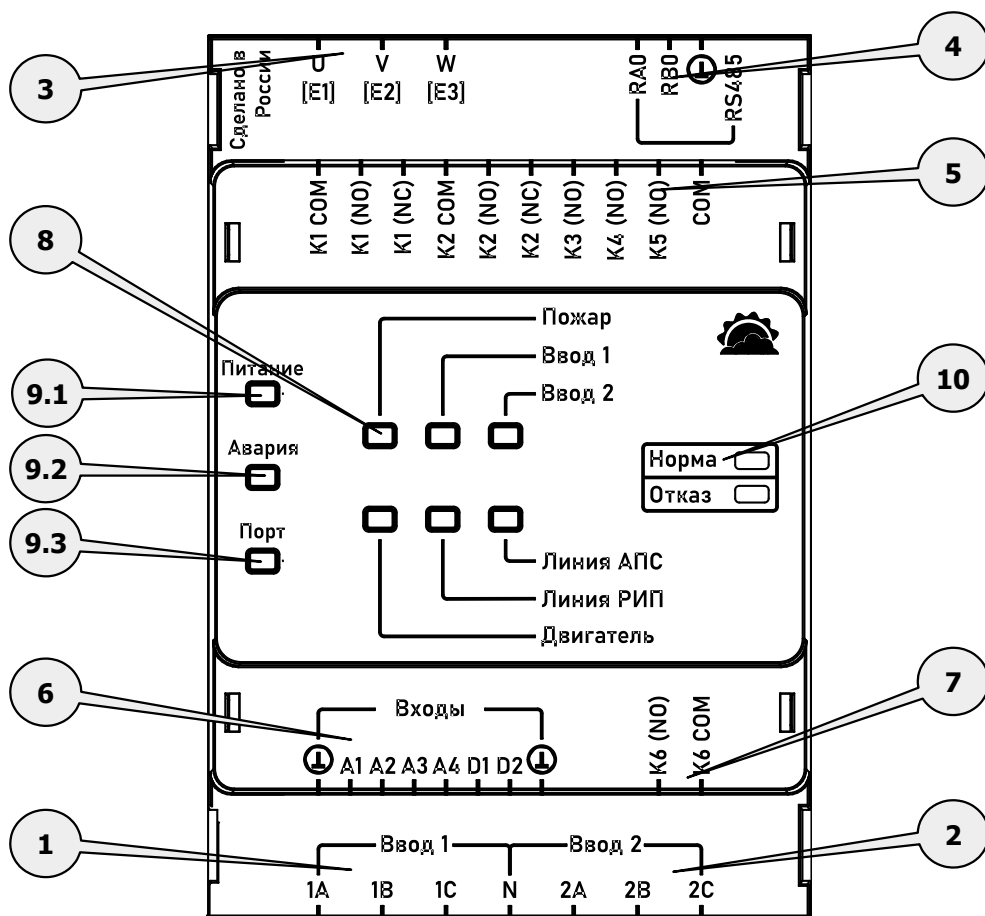 3
4
Сделано в
России
U
V
W
[E1]
[E2]
[E3]
RA0
RB0
RS485
5
K1 COM
K1 (NO)
K1 (NC)
K2 COM
K2 (NO)
K2 (NC)
K3 (NO)
K4 (NO)
K5 (NO)
COM
8
Пожар
Ввод 1
Ввод 2
9.1
Питание
9.2
Авария
9.3
Порт
10
Норма
Отказ
Линия АПС
Линия РИП
Двигатель
6
7
Входы
A1 A2 A3 A4 D1 D2
K6 (NO)
K6 COM
1
2
Ввод 1
Ввод 2
1A 1B 1C N 2A 2B 2C